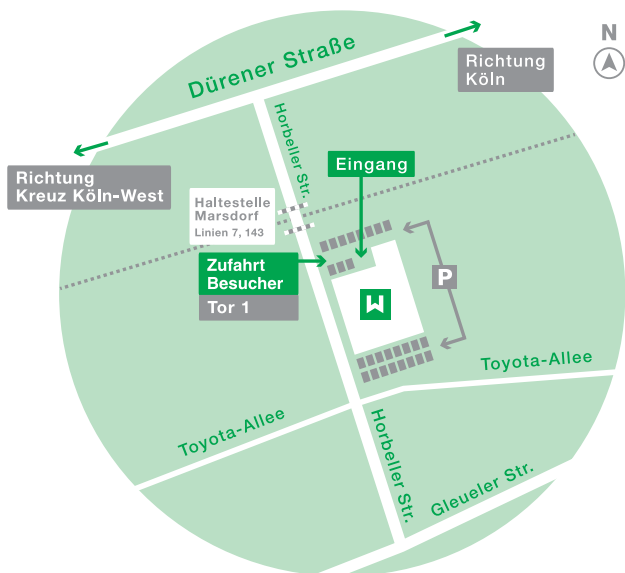 N
Dürener Straße
Richtung
Köln
Horbeller Str.
Eingang
Richtung
Kreuz Köln-West
Haltestelle
Marsdorf
Linien 7, 143
Zufahrt
Besucher
Tor 1
P
W
Toyota-Allee
Toyota-Allee
Horbeller Str.
Gleueler Str.